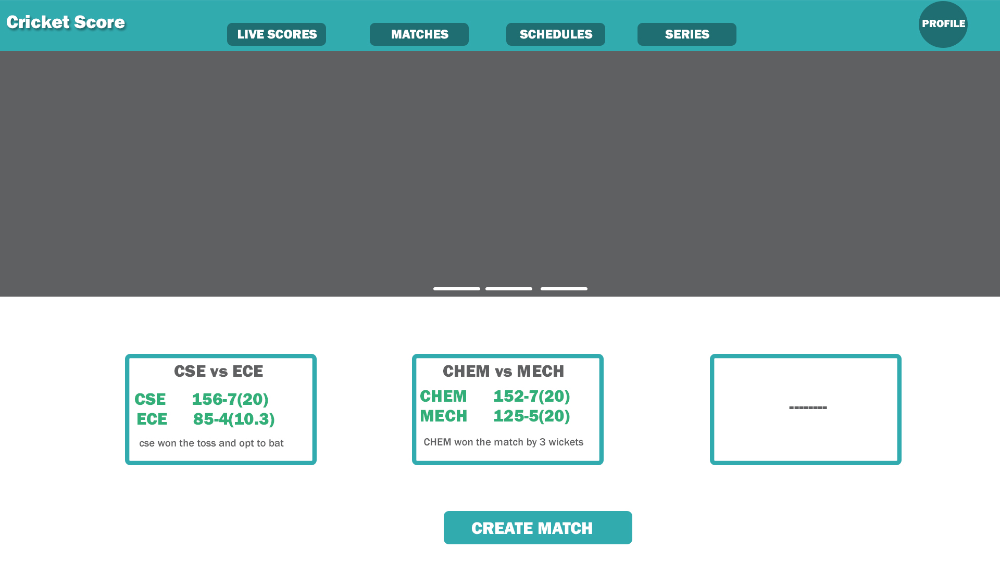 Cricket Score
LIVE SCORES
MATCHES
SCHEDULES
SERIES
PROFILE
CSE vs ECE
CSE 156-7(20)
ECE 85-4(10.3)
cse won the toss and opt to bat
CHEM vs MECH
CHEM 152-7(20)
MECH 125-5(20)
CHEM won the match by 3 wickets
--------
CREATE MATCH